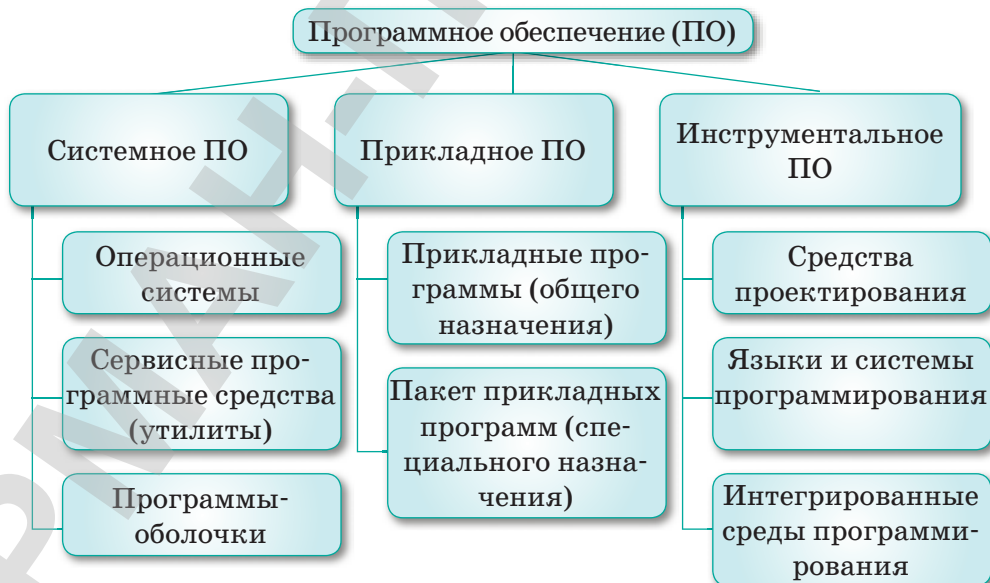 Программное обеспечение (ПО)
Системное ПО
Прикладное ПО
Инструментальное
ПО
Операционные
системы
Сервисные про-
граммные средства
(утилиты)
Программы-
оболочки
Прикладные про-
граммы (общего
назначения)
Пакет прикладных
программ (спе-
циального назна-
чения)
Средства
проектирования
Языки и системы
программирования
Интегрированные
среды программи-
рования